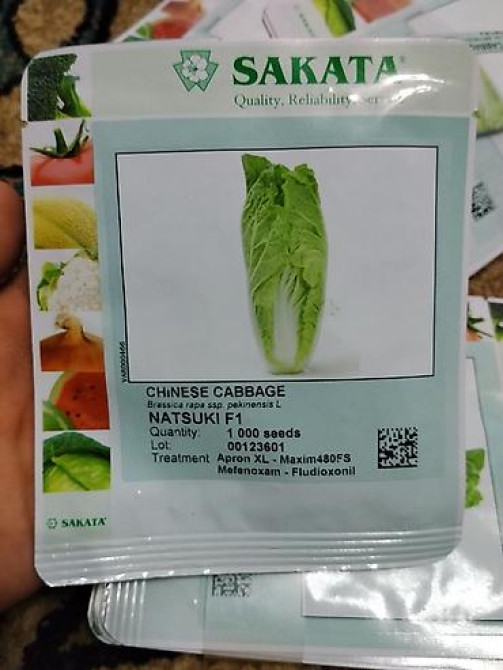 SAKATA
Quality, Reliability,
VAR000466
CHINESE CABBAGE
Brassica rapa ssp. pekinensis L
NATSUKI F1
Quantity: 1 000 seeds
Lot: 00123601
Treatment Apron XL - Maxim480FS
Mefenoxam - Fludioxonil
SAKATA